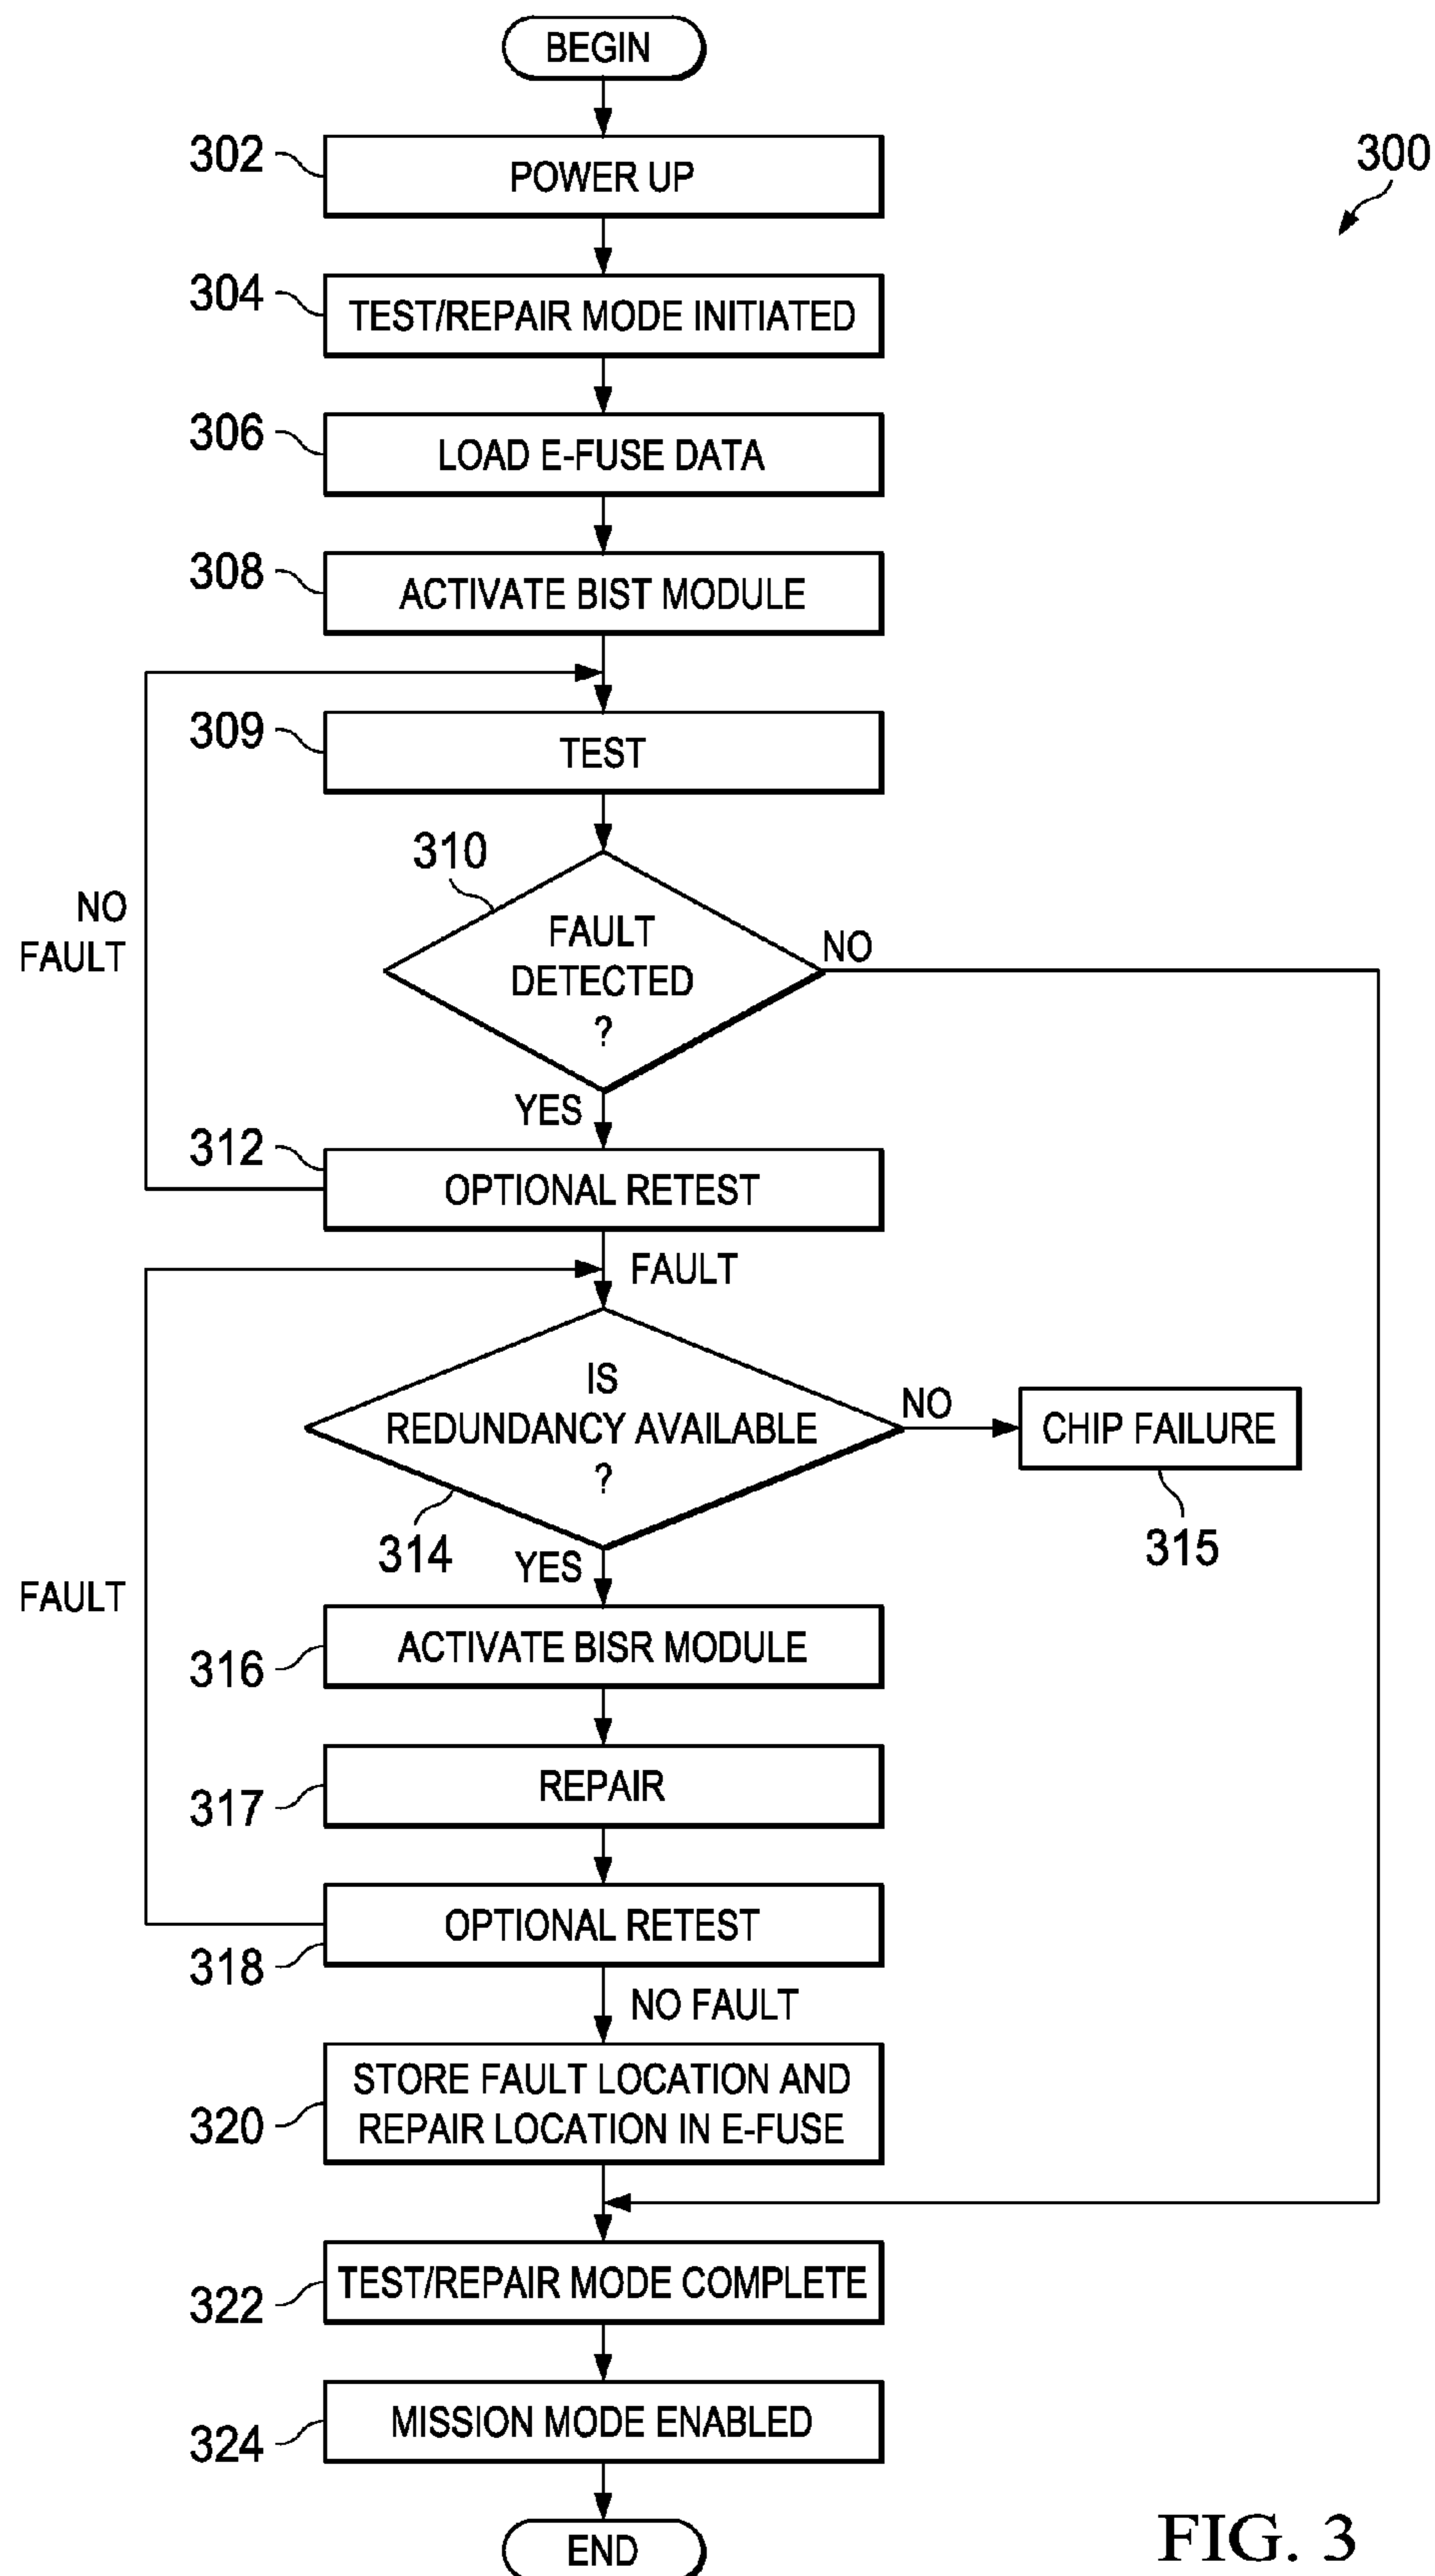 BEGIN
302
POWER UP
300
304
TEST/REPAIR MODE INITIATED
306
LOAD E-FUSE DATA
308
ACTIVATE BIST MODULE
309
TEST
310
FAULT
DETECTED
?
NO
NO
FAULT
YES
312
OPTIONAL RETEST
FAULT
IS
REDUNDANCY AVAILABLE
?
NO
CHIP FAILURE
314
315
YES
FAULT
316
ACTIVATE BISR MODULE
317
REPAIR
318
OPTIONAL RETEST
NO FAULT
320
STORE FAULT LOCATION AND
REPAIR LOCATION IN E-FUSE
322
TEST/REPAIR MODE COMPLETE
324
MISSION MODE ENABLED
END
FIG. 3